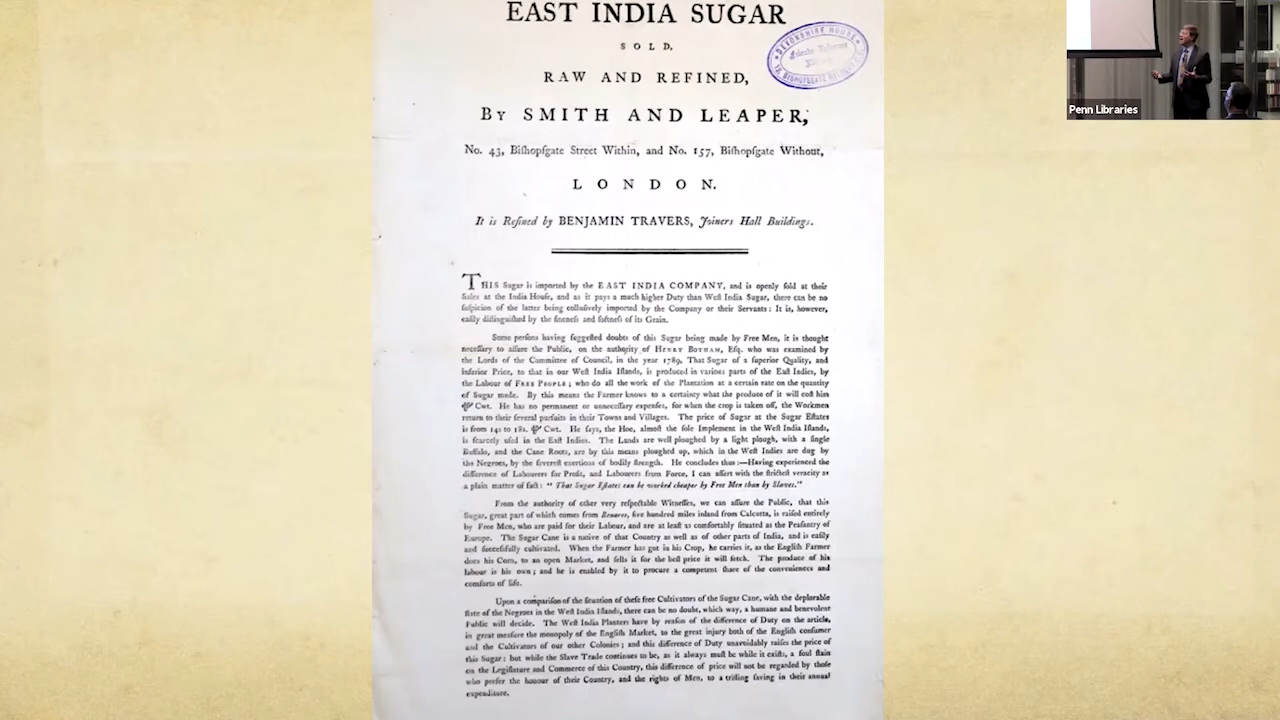 EAST INDIA SUGAR
SOLD,
RAW AND REFINED,
By SMITH AND LEAPER,
No. 43, Biſhopſgate Street Within, and No. 157, Biſhopſgate Without,
LONDON.
It is Refined by BENJAMIN TRAVERS, Joiners Hall Buildings.
DEVONSHIRE HOUSE
Friends Reference
12, BISHOPSGATE
THIS Sugar is imported by the EAST INDIA COMPANY, and is openly ſold at their
Sales at the India Houſe, and as it pays a much higher Duty than Weſt India Sugar, there can be no
ſuſpicion of the latter being colluſively imported by the Company or their Servants: It is, however,
eaſily diſtinguiſhed by the fineneſs and ſoftneſs of its Grain.
Some perſons having ſuggeſted doubts of this Sugar being made by Free Men, it is thought
neceſſary to aſſure the Public, on the authority of HENRY BOTHAM, Eſq. who was examined by
the Lords of the Committee of Council, in the year 1789, That Sugar of a ſuperior Quality, and
inferior Price, to that in our Weſt India Iſlands, is produced in various parts of the Eaſt Indies, by
the Labour of FREE PEOPLE; who do all the work of the Plantation at a certain rate on the quantity
of Sugar made. By this means the Farmer knows to a certainty what the produce of it will coſt him
Cwt. He has no permanent or unneceſſary expenſes, for when the crop is taken off, the Workmen
return to their ſeveral purſuits in their Towns and Villages. The price of Sugar at the Sugar Eſtates
is from 14s to 18s. Cwt. He ſays, the Hoe, almoſt the ſole Implement in the Weſt India Iſlands,
is ſcarcely uſed in the Eaſt Indies. The Lands are well ploughed by a light plough, with a ſingle
Buffalo, and the Cane Roots, are by this means ploughed up, which in the Weſt Indies are dug by
the Negroes, by the ſevereſt exertions of bodily ſtrength. He concludes thus:—Having experienced the
difference of Labourers for Profit, and Labourers from Force, I can aſſert with the ſtricteſt veracity as
a plain matter of fact: "That Sugar Eſtates can be worked cheaper by Free Men than by Slaves."
From the authority of other very reſpectable Witneſſes, we can aſſure the Public, that this
Sugar, great part of which comes from Benares, five hundred miles inland from Calcutta, is raiſed entirely
by Free Men, who are paid for their Labour, and are at leaſt as comfortably ſituated as the Peaſantry of
Europe. The Sugar Cane is a native of that Country as well as of other parts of India, and is eaſily
and ſucceſſfully cultivated. When the Farmer has got in his Crop, he carries it, as the Engliſh Farmer
does his Corn, to an open Market, and ſells it for the beſt price it will fetch. The produce of his
labour is his own; and he is enabled by it to procure a competent ſhare of the conveniences and
comforts of life.
Upon a compariſon of the ſituation of theſe free Cultivators of the Sugar Cane, with the deplorable
ſtate of the Negroes in the Weſt India Iſlands, there can be no doubt, which way, a humane and benevolent
Public will decide. The Weſt India Planters have by reaſon of the difference of Duty on the article,
in great meaſure the monopoly of the Engliſh Market, to the great injury both of the Engliſh conſumer
and the Cultivators of our other Colonies; and this difference of Duty unavoidably raiſes the price of
this Sugar: but while the Slave Trade continues to be, as it always muſt be while it exiſts, a foul ſtain
on the Legiſlature and Commerce of this Country, this difference of price will not be regarded by thoſe
who prefer the honour of their Country, and the rights of Men, to a trifling ſaving in their annual
expenditure.
Penn Libraries